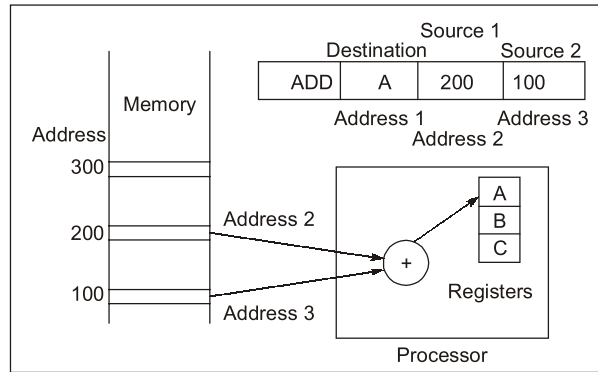 Source 1
Destination Source 2
ADD A 200 100
Address 1 Address 3
Address 2
Memory
Address
300
200
100
Address 2
Address 3
+
A
B
C
Registers
Processor